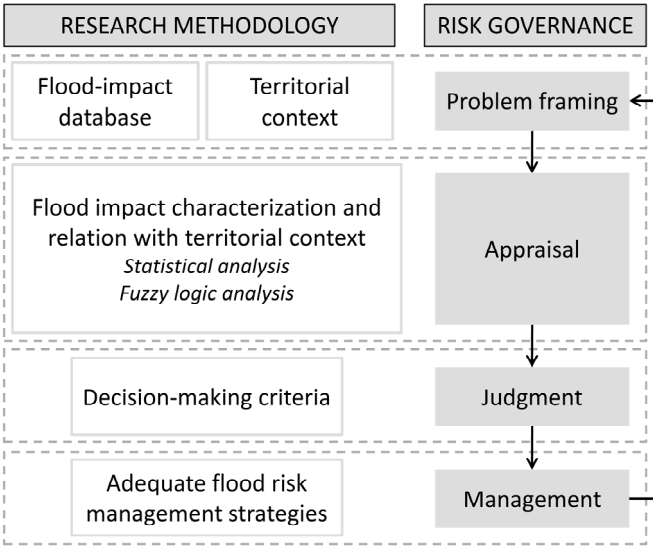 RESEARCH METHODOLOGY
RISK GOVERNANCE
Flood-impact
database
Territorial
context
Problem framing
Flood impact characterization and
relation with territorial context
Statistical analysis
Fuzzy logic analysis
Appraisal
Decision-making criteria
Judgment
Adequate flood risk
management strategies
Management